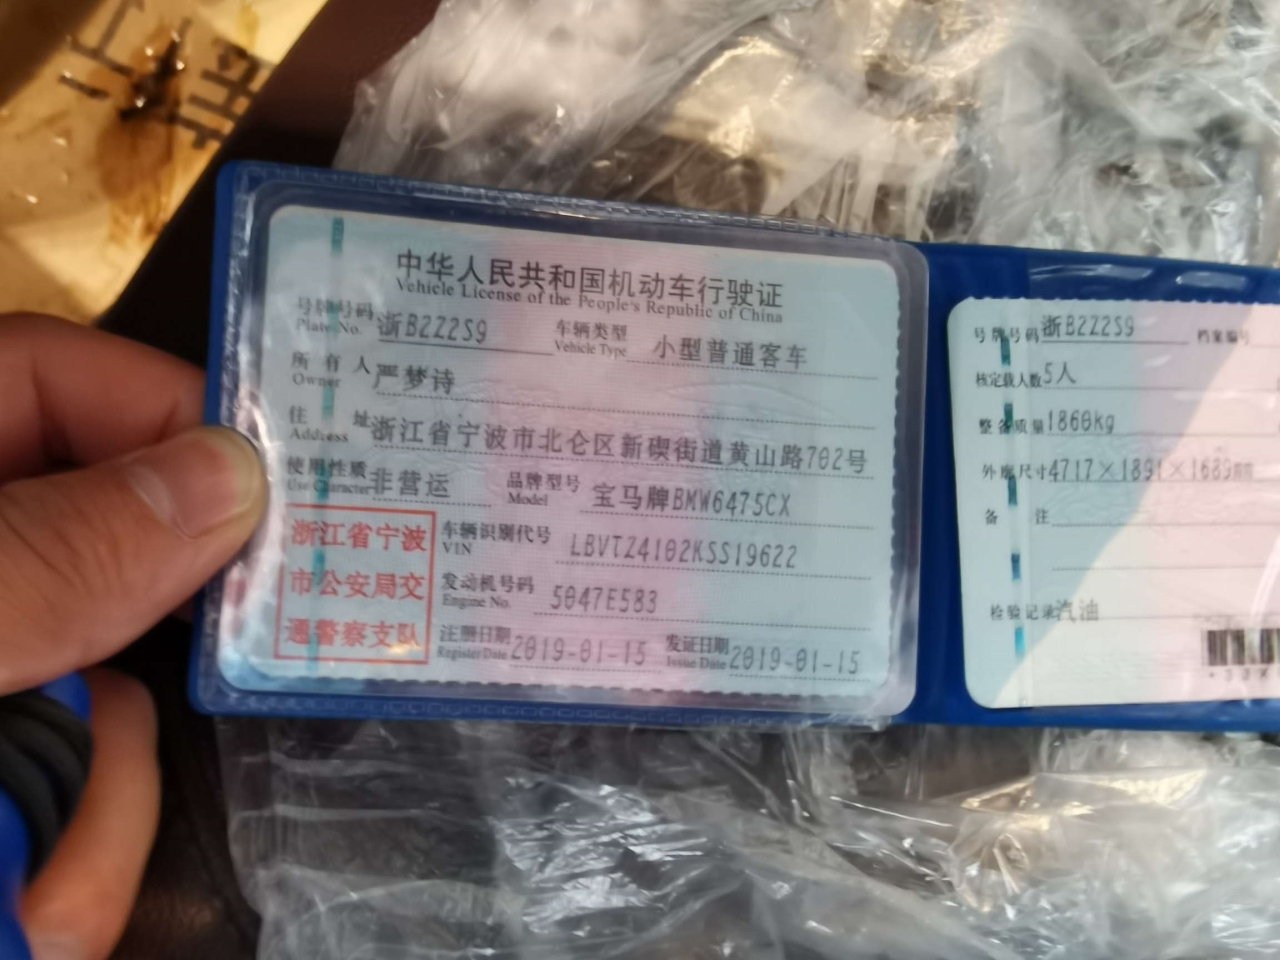 中华人民共和国机动车行驶证
Vehicle License of the People's Republic of China
号牌号码 浙B2Z2S9 车辆类型 小型普通客车
Plate No. Vehicle Type
所有人 严梦诗
Owner
住址 浙江省宁波市北仑区新碶街道黄山路702号
Address
使用性质 非营运 品牌型号 宝马牌BMW6475CX
Use Character Model
浙江省宁波
市公安局交
通警察支队
车辆识别代号 LBVTZ4102KSS19622
VIN
发动机号码 5047E583
Engine No.
注册日期 2019-01-15 发证日期 2019-01-15
Register Date Issue Date
号牌号码 浙B2Z2S9 档案编号
核定载人数 5人
整备质量 1860kg
外廓尺寸 4717×1891×1689mm
备注
检验记录 汽油